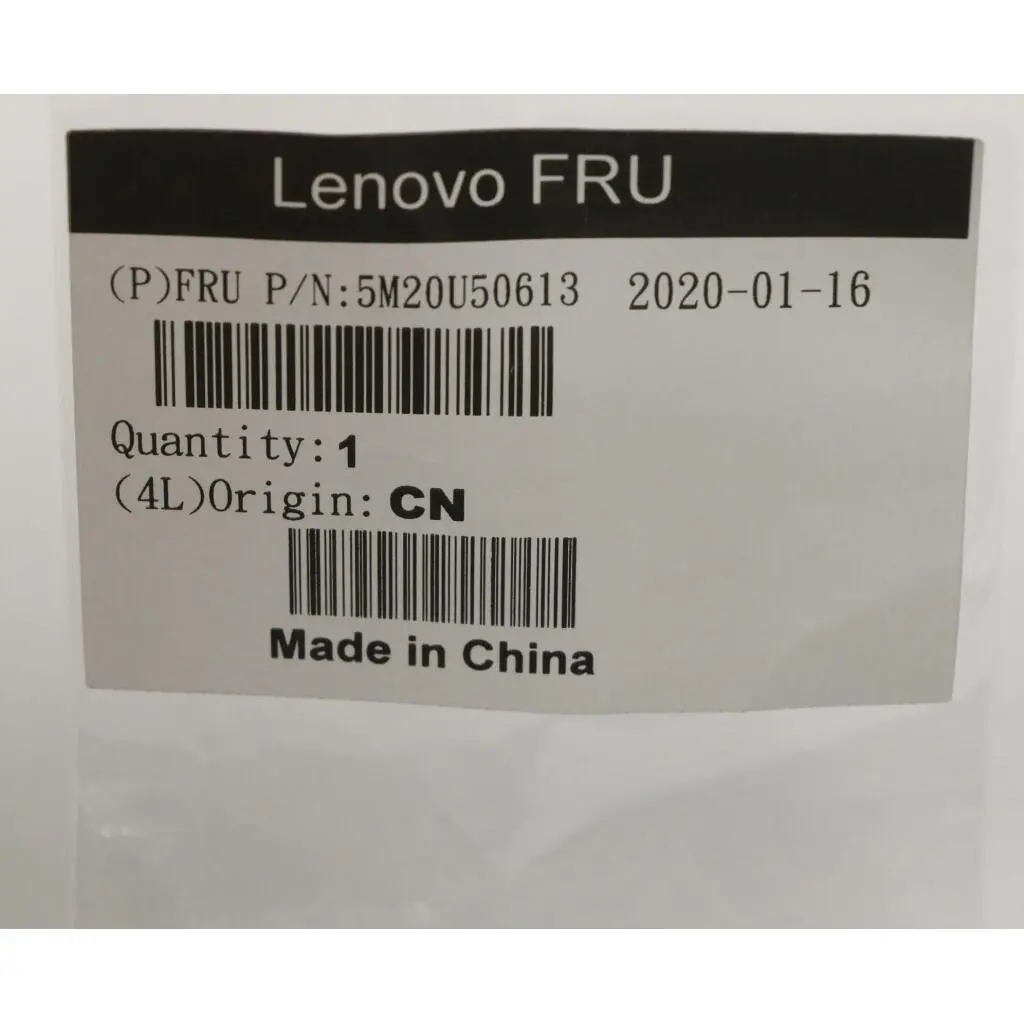 Lenovo FRU
(P)FRU P/N:5M20U50613 2020-01-16
Quantity: 1
(4L)Origin: CN
Made in China